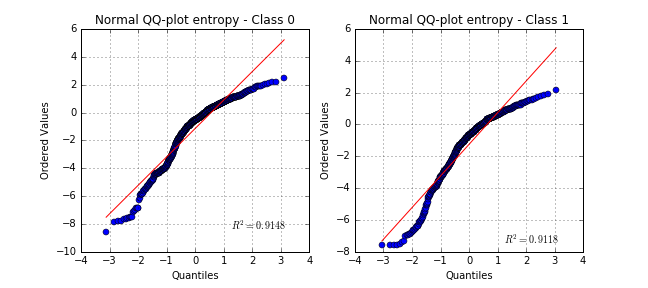 Normal QQ-plot entropy - Class 0
6
4
2
0
−2
−4
−6
−8
−10
Ordered Values
R² = 0.9148
−4 −3 −2 −1 0 1 2 3 4
Quantiles
Normal QQ-plot entropy - Class 1
6
4
2
0
−2
−4
−6
−8
Ordered Values
R² = 0.9118
−4 −3 −2 −1 0 1 2 3 4
Quantiles